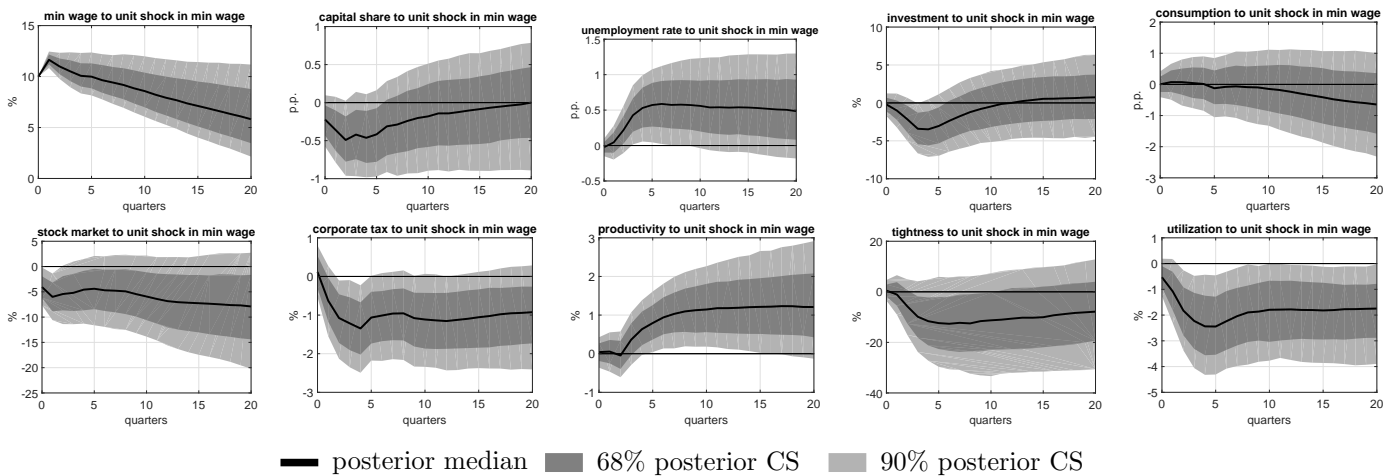 min wage to unit shock in min wage
15
10
5
0
%
0 5 10 15 20
quarters
capital share to unit shock in min wage
1
0.5
0
-0.5
-1
p.p.
0 5 10 15 20
quarters
unemployment rate to unit shock in min wage
1.5
1
0.5
0
-0.5
p.p.
0 5 10 15 20
quarters
investment to unit shock in min wage
10
5
0
-5
-10
%
0 5 10 15 20
quarters
consumption to unit shock in min wage
2
1
0
-1
-2
-3
p.p.
0 5 10 15 20
quarters
stock market to unit shock in min wage
5
0
-5
-10
-15
-20
-25
%
0 5 10 15 20
quarters
corporate tax to unit shock in min wage
1
0
-1
-2
-3
%
0 5 10 15 20
quarters
productivity to unit shock in min wage
3
2
1
0
-1
%
0 5 10 15 20
quarters
tightness to unit shock in min wage
20
0
-20
-40
%
0 5 10 15 20
quarters
utilization to unit shock in min wage
1
0
-1
-2
-3
-4
-5
%
0 5 10 15 20
quarters
posterior median 68% posterior CS 90% posterior CS